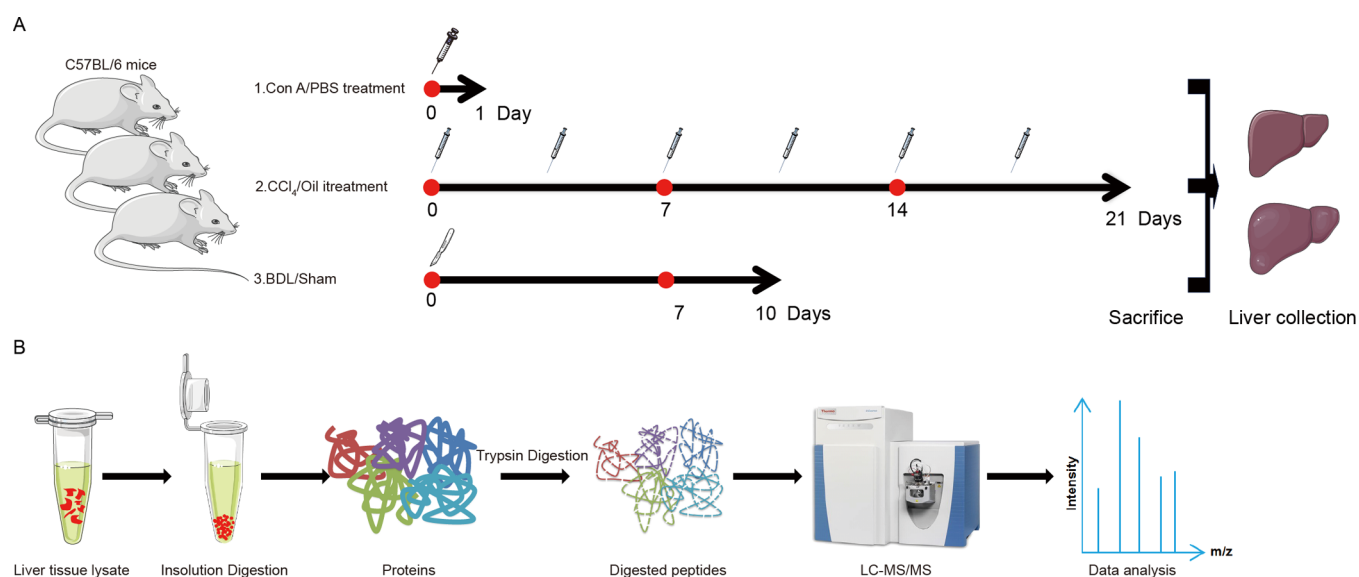 A
C57BL/6 mice
1.Con A/PBS treatment
0
1 Day
2.CCl₄/Oil itreatment
0
7
14
21 Days
3.BDL/Sham
0
7
10 Days
Sacrifice
Liver collection
B
Trypsin Digestion
Intensity
m/z
Liver tissue lysate
Insolution Digestion
Proteins
Digested peptides
LC-MS/MS
Data analysis